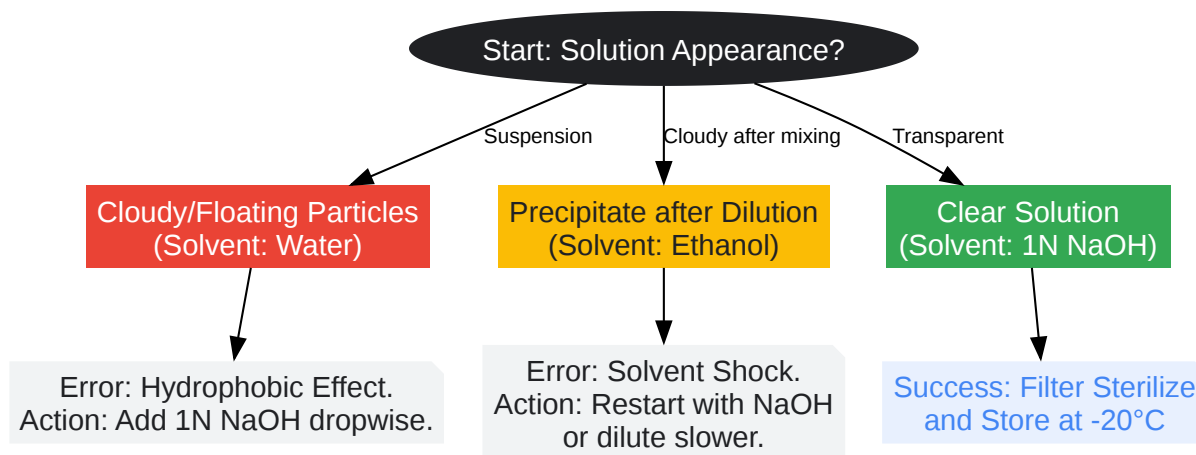 Start: Solution Appearance?
Suspension
Cloudy after mixing
Transparent
Cloudy/Floating Particles
(Solvent: Water)
Precipitate after Dilution
(Solvent: Ethanol)
Clear Solution
(Solvent: 1N NaOH)
Error: Hydrophobic Effect.
Action: Add 1N NaOH dropwise.
Error: Solvent Shock.
Action: Restart with NaOH
or dilute slower.
Success: Filter Sterilize
and Store at -20°C